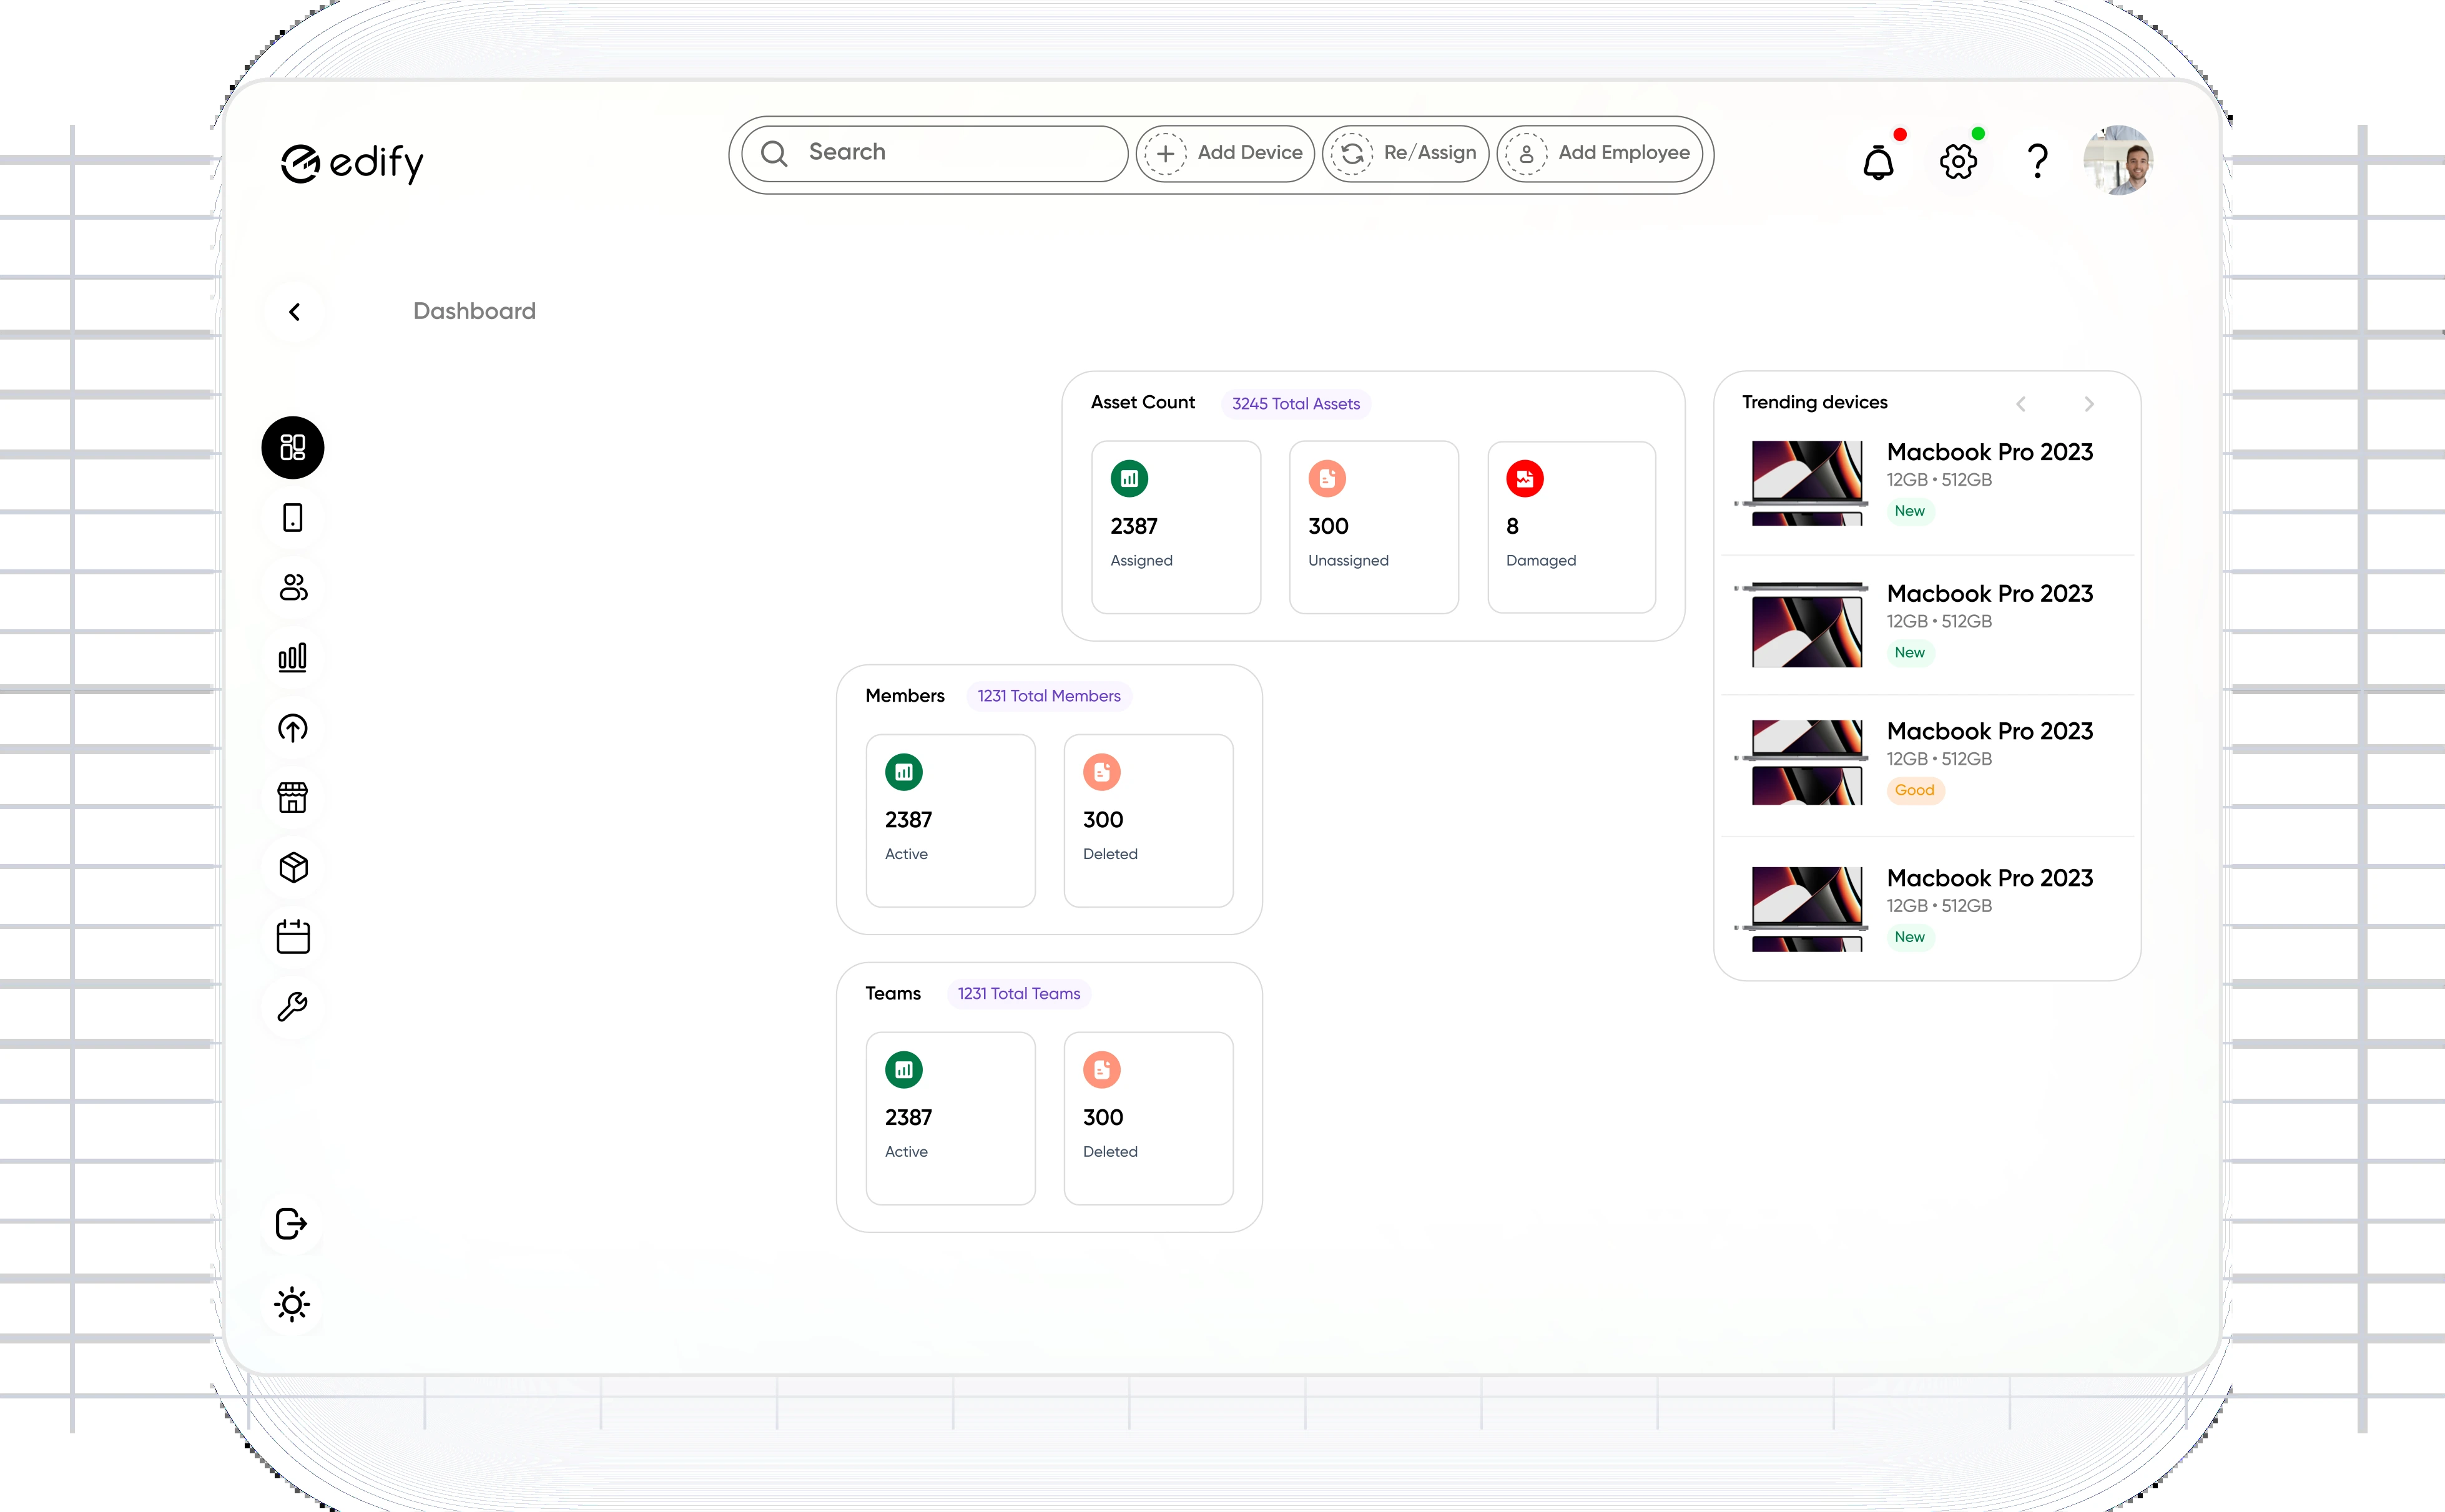 edify
Search
Add Device
Re/Assign
Add Employee
Dashboard
Asset Count
3245 Total Assets
2387
Assigned
300
Unassigned
8
Damaged
Trending devices
Macbook Pro 2023
12GB • 512GB
New
Macbook Pro 2023
12GB • 512GB
New
Macbook Pro 2023
12GB • 512GB
Good
Macbook Pro 2023
12GB • 512GB
New
Members
1231 Total Members
2387
Active
300
Deleted
Teams
1231 Total Teams
2387
Active
300
Deleted